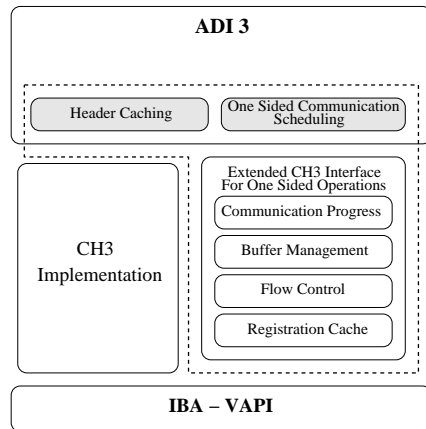 ADI 3
Header Caching
One Sided Communication
Scheduling
CH3
Implementation
Extended CH3 Interface
For One Sided Operations
Communication Progress
Buffer Management
Flow Control
Registration Cache
IBA – VAPI